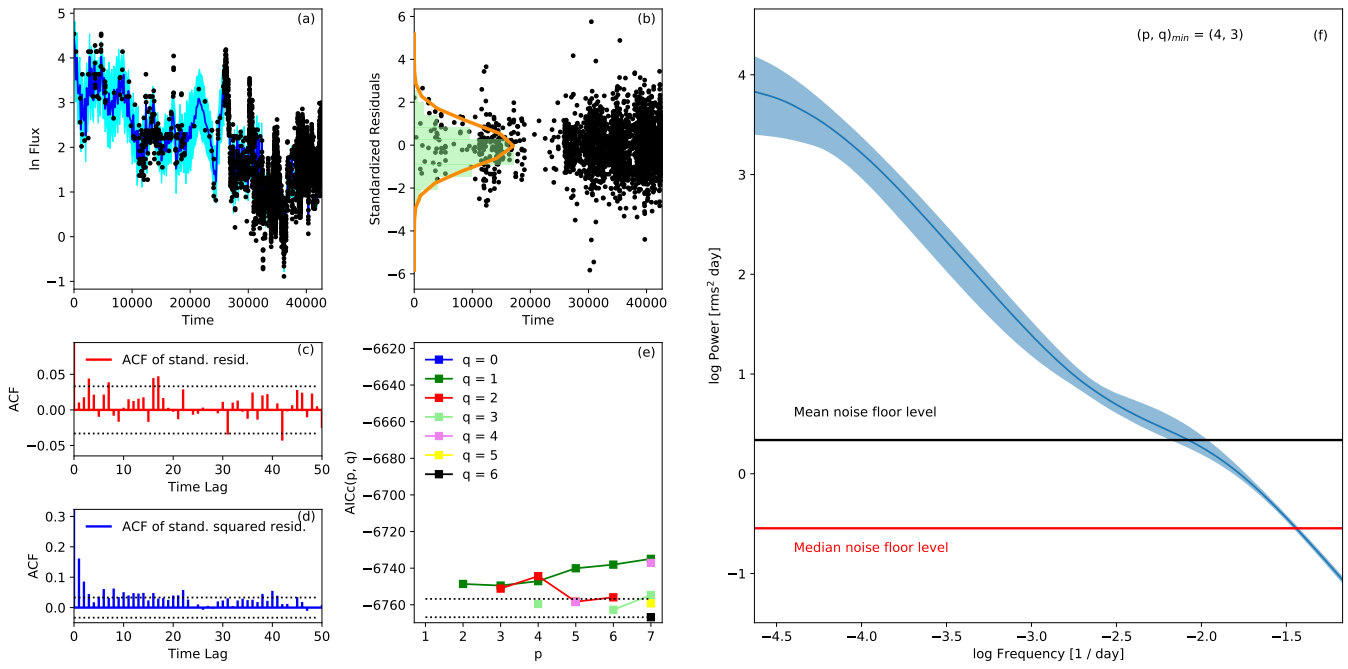 (a)
5
4
3
2
1
0
−1
ln Flux
0
10000
20000
30000
40000
Time
(b)
6
4
2
0
−2
−4
−6
Standardized Residuals
0
10000
20000
30000
40000
Time
(c)
ACF of stand. resid.
0.05
0.00
−0.05
ACF
0
10
20
30
40
50
Time Lag
(d)
ACF of stand. squared resid.
0.3
0.2
0.1
0.0
ACF
0
10
20
30
40
50
Time Lag
(e)
−6620
−6640
−6660
−6680
−6700
−6720
−6740
−6760
AICc(p, q)
q = 0
q = 1
q = 2
q = 3
q = 4
q = 5
q = 6
1
2
3
4
5
6
7
p
(p, q)min = (4, 3)
(f)
4
3
2
1
0
−1
log Power [rms² day]
Mean noise floor level
Median noise floor level
−4.5
−4.0
−3.5
−3.0
−2.5
−2.0
−1.5
log Frequency [1 / day]